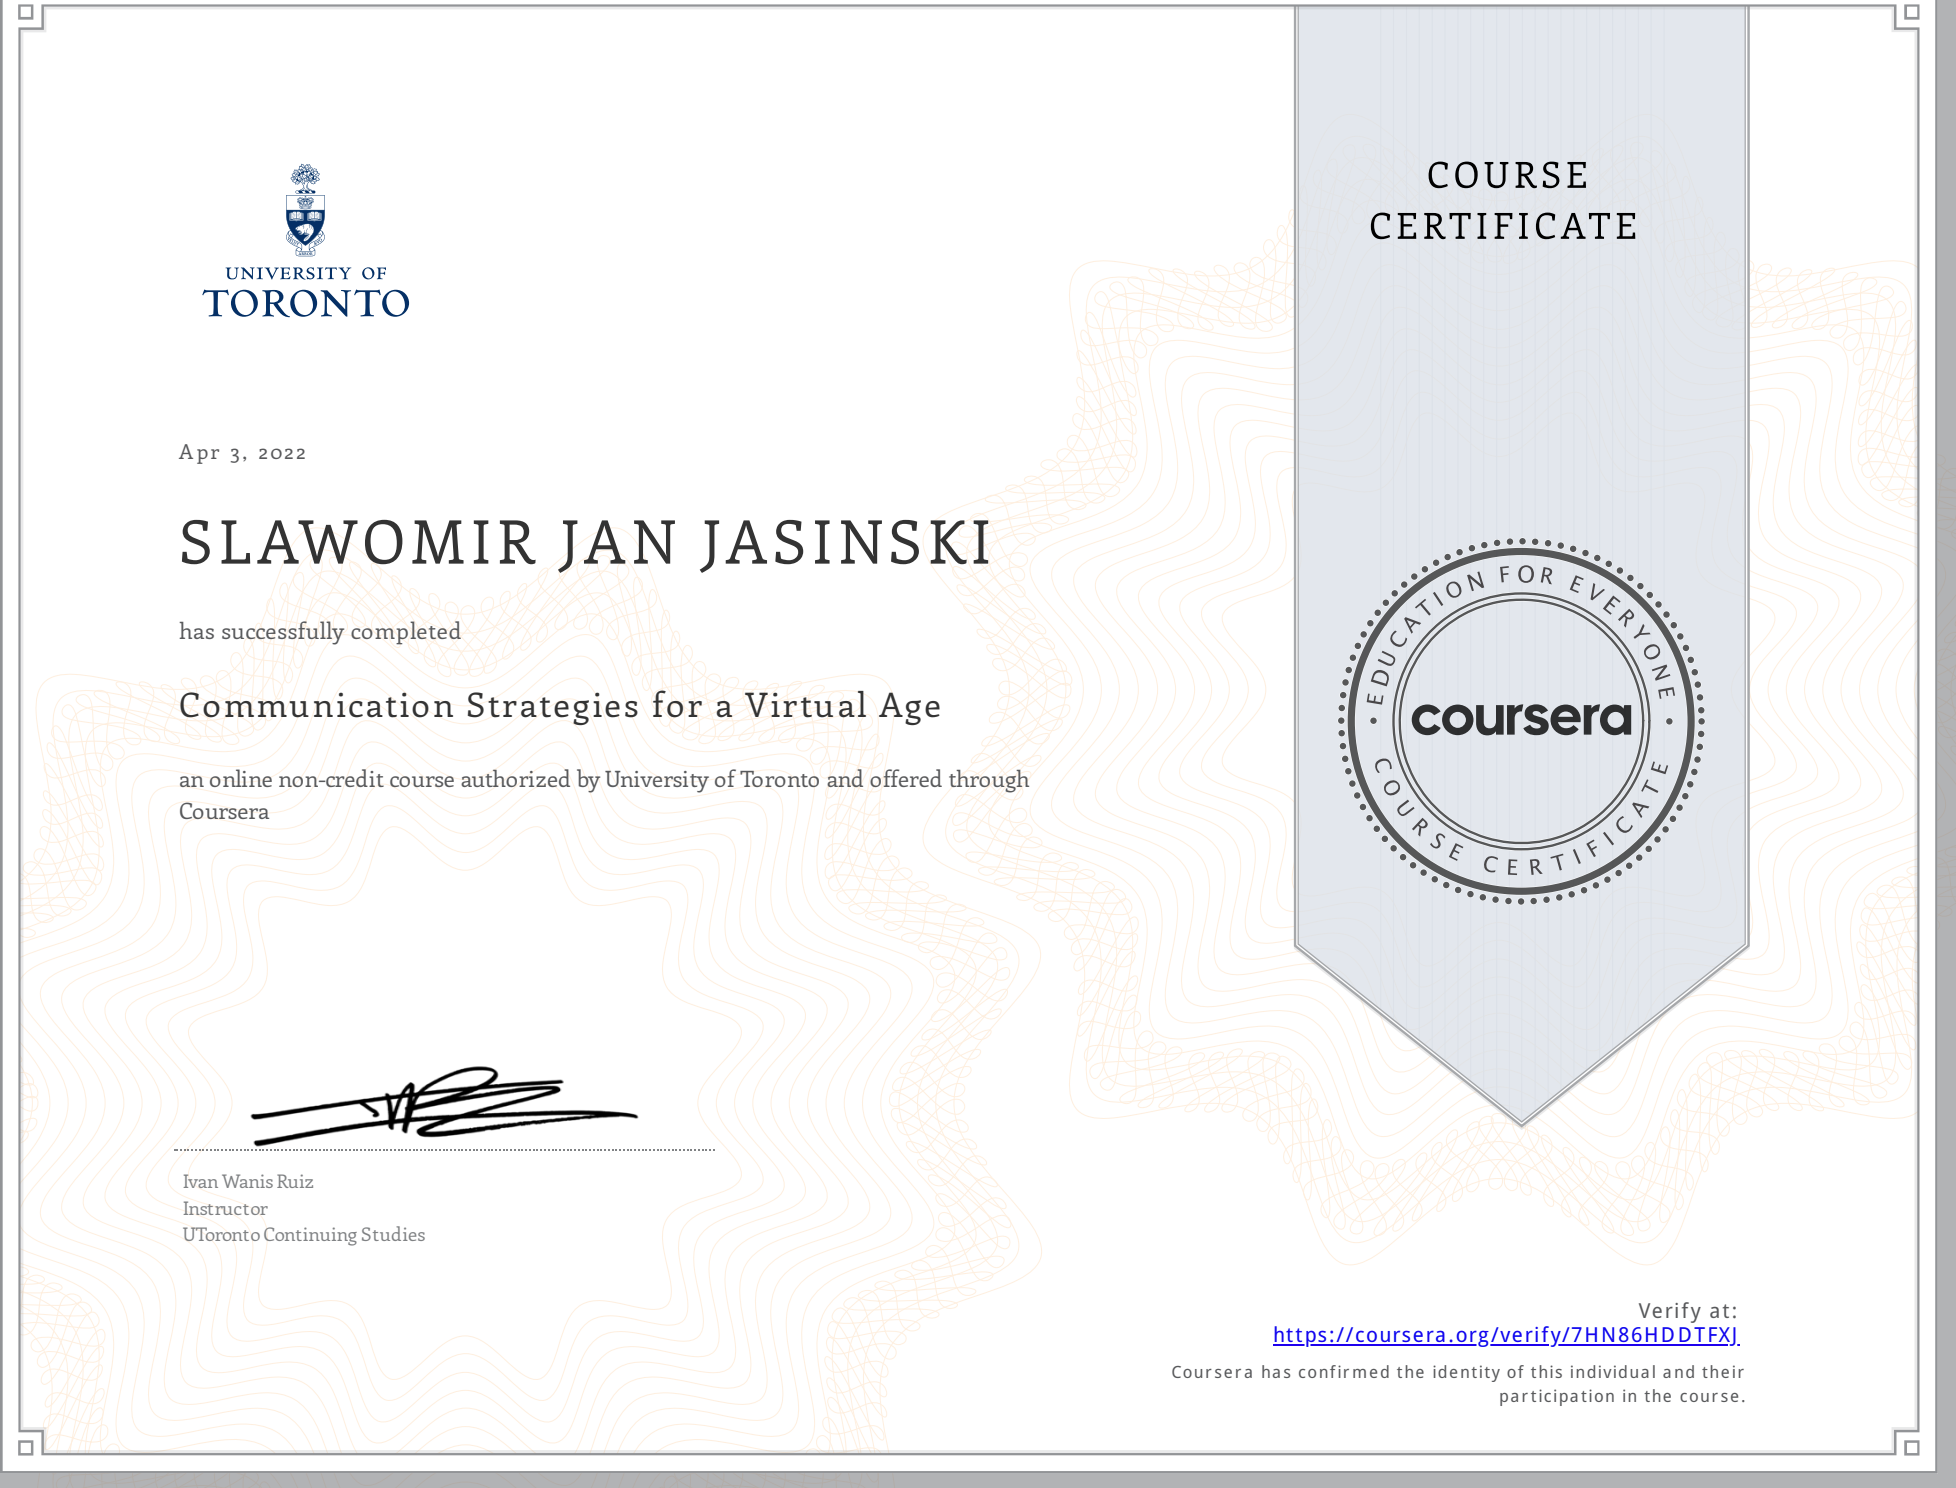 UNIVERSITY OF
TORONTO
COURSE
CERTIFICATE
Apr 3, 2022
SLAWOMIR JAN JASINSKI
has successfully completed
Communication Strategies for a Virtual Age
an online non-credit course authorized by University of Toronto and offered through
Coursera
EDUCATION FOR EVERYONE
coursera
COURSE CERTIFICATE
Ivan Wanis Ruiz
Instructor
UToronto Continuing Studies
Verify at:
https://coursera.org/verify/7HN86HDDTFXJ
Coursera has confirmed the identity of this individual and their
participation in the course.